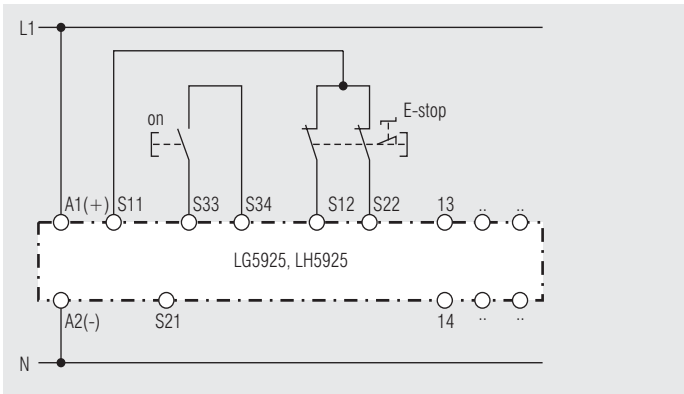 L1
on
E-stop
A1(+) S11 S33 S34 S12 S22 13 .. ..
LG5925, LH5925
A2(-) S21 14 .. ..
N